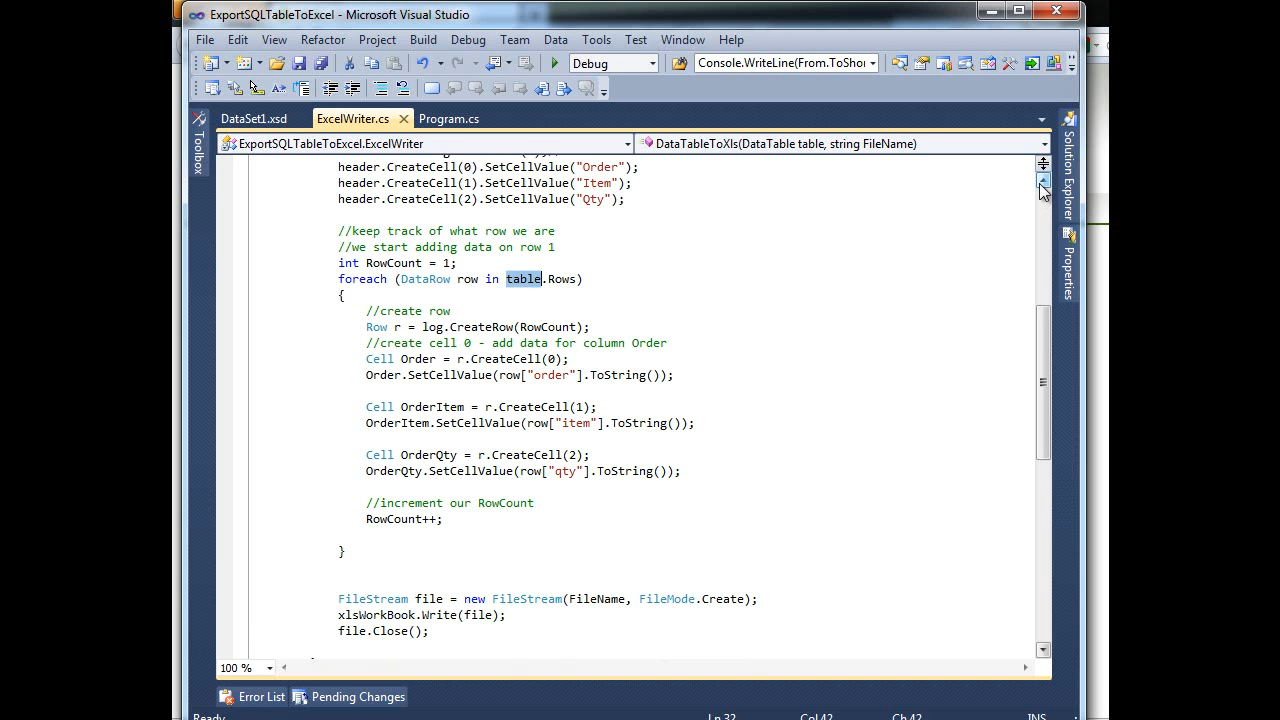 ExportSQLTableToExcel - Microsoft Visual Studio
File Edit View Refactor Project Build Debug Team Data Tools Test Window Help
Debug Console.WriteLine(From.ToShor
DataSet1.xsd ExcelWriter.cs Program.cs
Toolbox
ExportSQLTableToExcel.ExcelWriter DataTableToXls(DataTable table, string FileName)
header.CreateCell(0).SetCellValue("Order");
header.CreateCell(1).SetCellValue("Item");
header.CreateCell(2).SetCellValue("Qty");
//keep track of what row we are
//we start adding data on row 1
int RowCount = 1;
foreach (DataRow row in table.Rows)
{
//create row
Row r = log.CreateRow(RowCount);
//create cell 0 - add data for column Order
Cell Order = r.CreateCell(0);
Order.SetCellValue(row["order"].ToString());
Cell OrderItem = r.CreateCell(1);
OrderItem.SetCellValue(row["item"].ToString());
Cell OrderQty = r.CreateCell(2);
OrderQty.SetCellValue(row["qty"].ToString());
//increment our RowCount
RowCount++;
}
FileStream file = new FileStream(FileName, FileMode.Create);
xlsWorkBook.Write(file);
file.Close();
Solution Explorer
Properties
100 %
Error List Pending Changes
Ready Ln 32 Col 42 Ch 42 INS